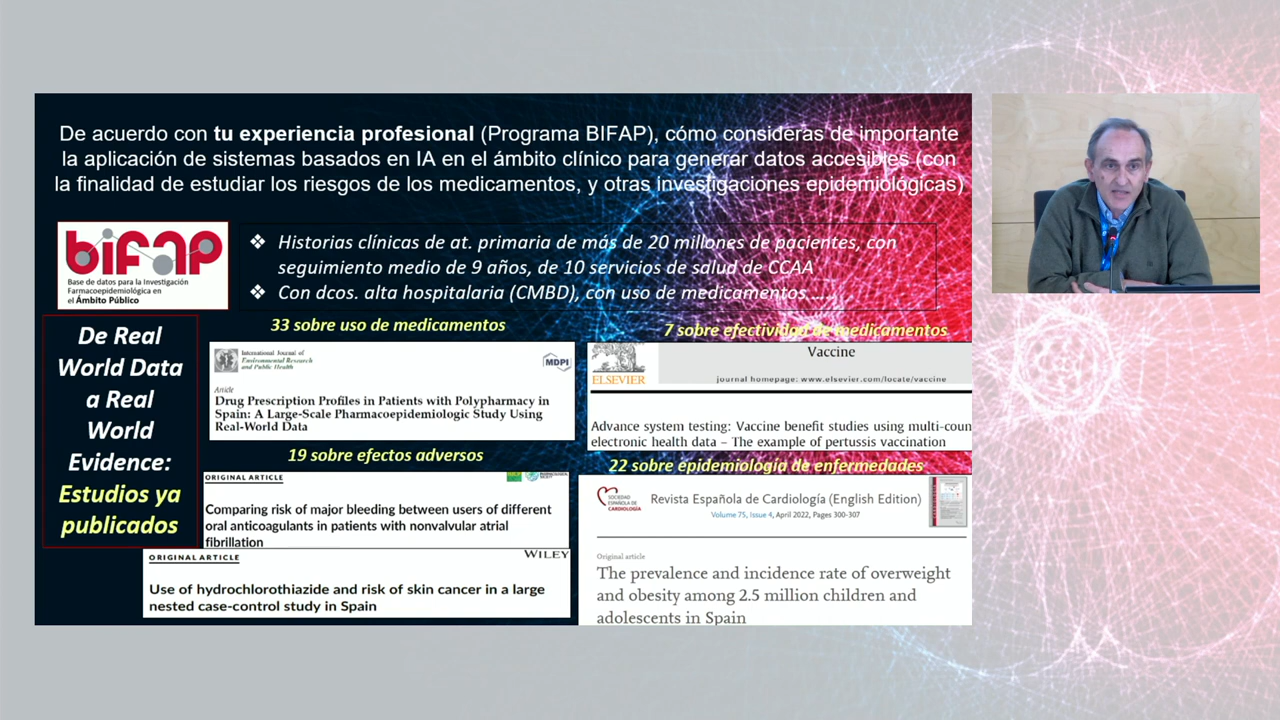 De acuerdo con tu experiencia profesional (Programa BIFAP), cómo consideras de importante
la aplicación de sistemas basados en IA en el ámbito clínico para generar datos accesibles (con
la finalidad de estudiar los riesgos de los medicamentos, y otras investigaciones epidemiológicas)
bifap
Base de datos para la Investigación
Farmacoepidemiológica en
el Ámbito Público
❖ Historias clínicas de at. primaria de más de 20 millones de pacientes, con
seguimiento medio de 9 años, de 10 servicios de salud de CCAA
❖ Con dcos. alta hospitalaria (CMBD), con uso de medicamentos……
De Real
World Data
a Real
World
Evidence:
Estudios ya
publicados
33 sobre uso de medicamentos
International Journal of
Environmental Research
and Public Health
MDPI
Article
Drug Prescription Profiles in Patients with Polypharmacy in
Spain: A Large-Scale Pharmacoepidemiologic Study Using
Real-World Data
7 sobre efectividad de medicamentos
ELSEVIER
Vaccine
journal homepage: www.elsevier.com/locate/vaccine
Advance system testing: Vaccine benefit studies using multi-coun
electronic health data – The example of pertussis vaccination
19 sobre efectos adversos
ORIGINAL ARTICLE
Comparing risk of major bleeding between users of different
oral anticoagulants in patients with nonvalvular atrial
fibrillation
ORIGINAL ARTICLE
WILEY
Use of hydrochlorothiazide and risk of skin cancer in a large
nested case-control study in Spain
22 sobre epidemiología de enfermedades
SOCIEDAD
ESPAÑOLA DE
CARDIOLOGÍA
Revista Española de Cardiología (English Edition)
Volume 75, Issue 4, April 2022, Pages 300-307
Original article
The prevalence and incidence rate of overweight
and obesity among 2.5 million children and
adolescents in Spain